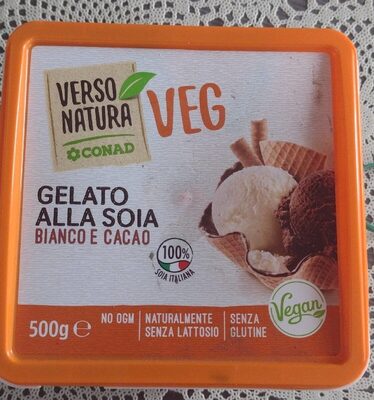 VERSO
NATURA
CONAD
VEG
GELATO
ALLA SOIA
BIANCO E CACAO
100%
SOIA ITALIANA
Vegan
500g e
NO OGM
NATURALMENTE
SENZA LATTOSIO
SENZA
GLUTINE